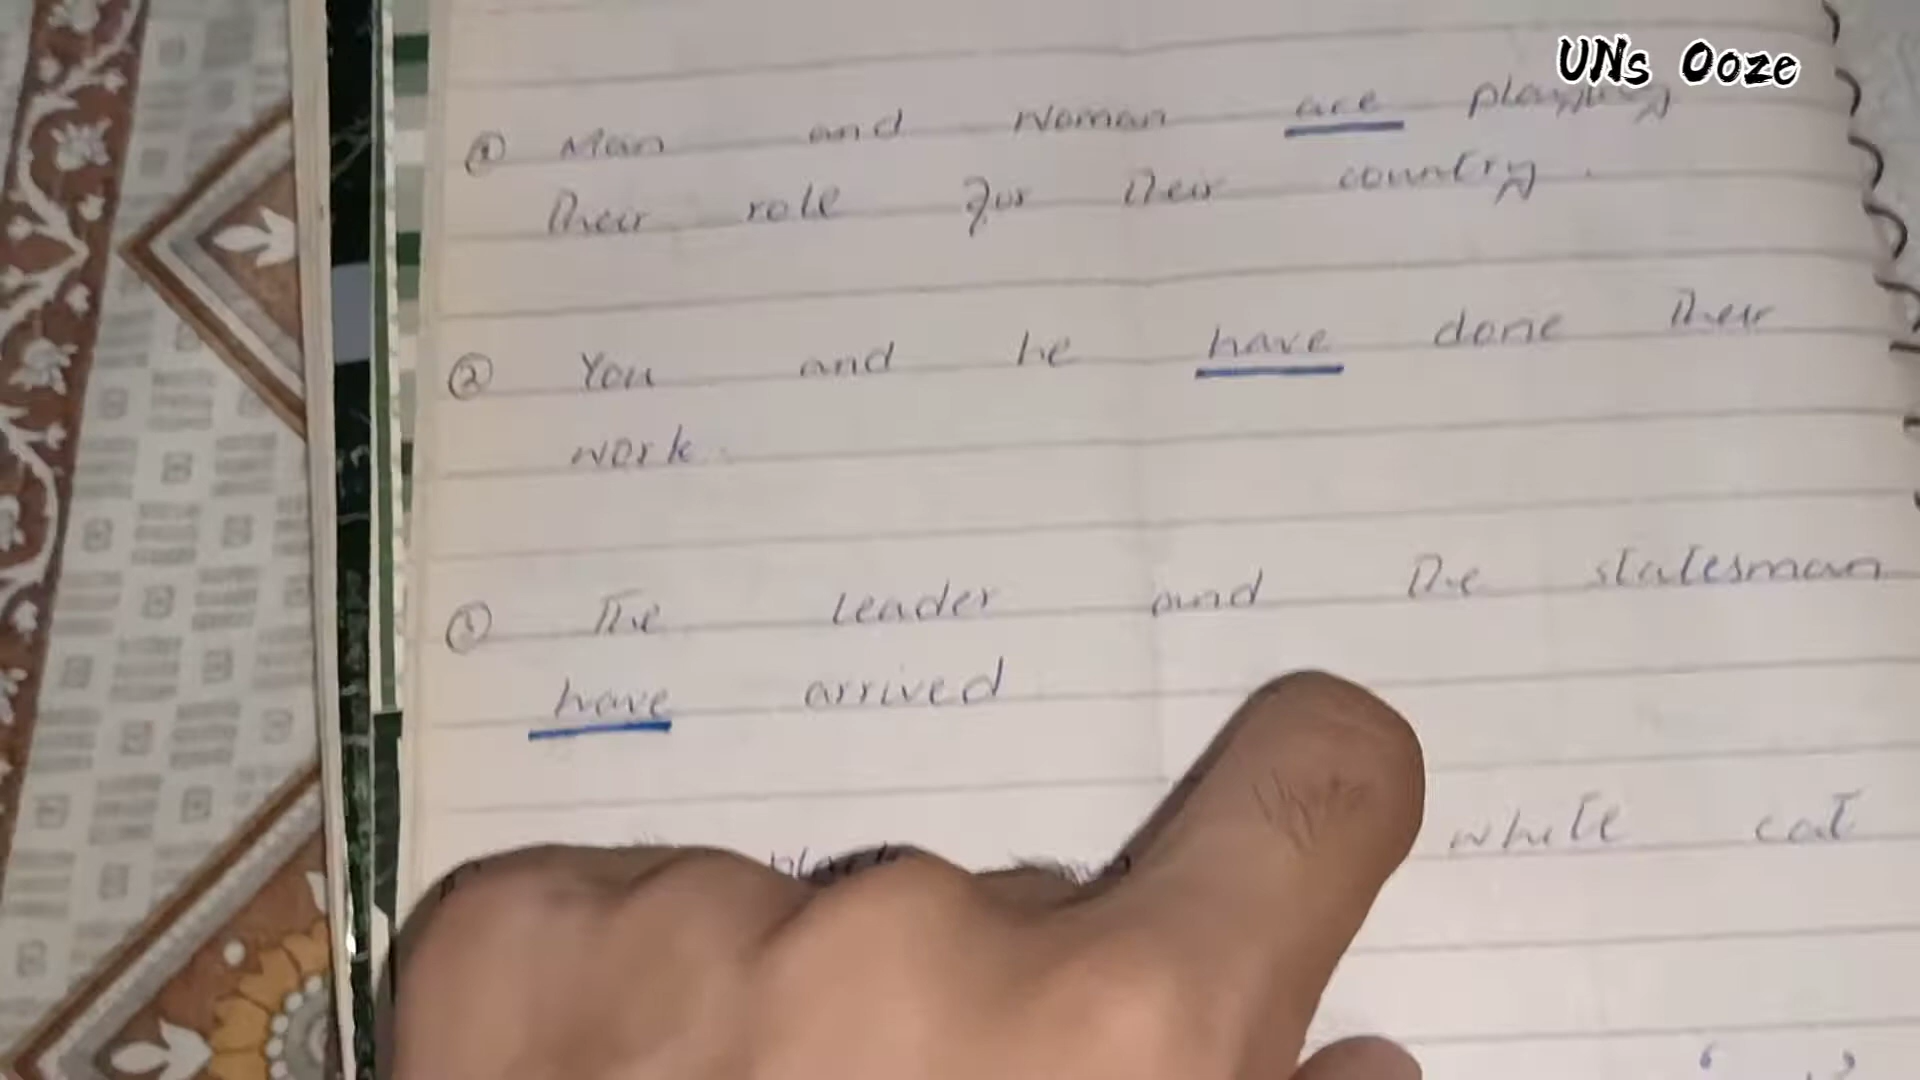 UNs Ooze
① Man and Woman are playing
their role for their country.
② You and he have done their
work.
The leader and the statesman
have arrived
black
white cat